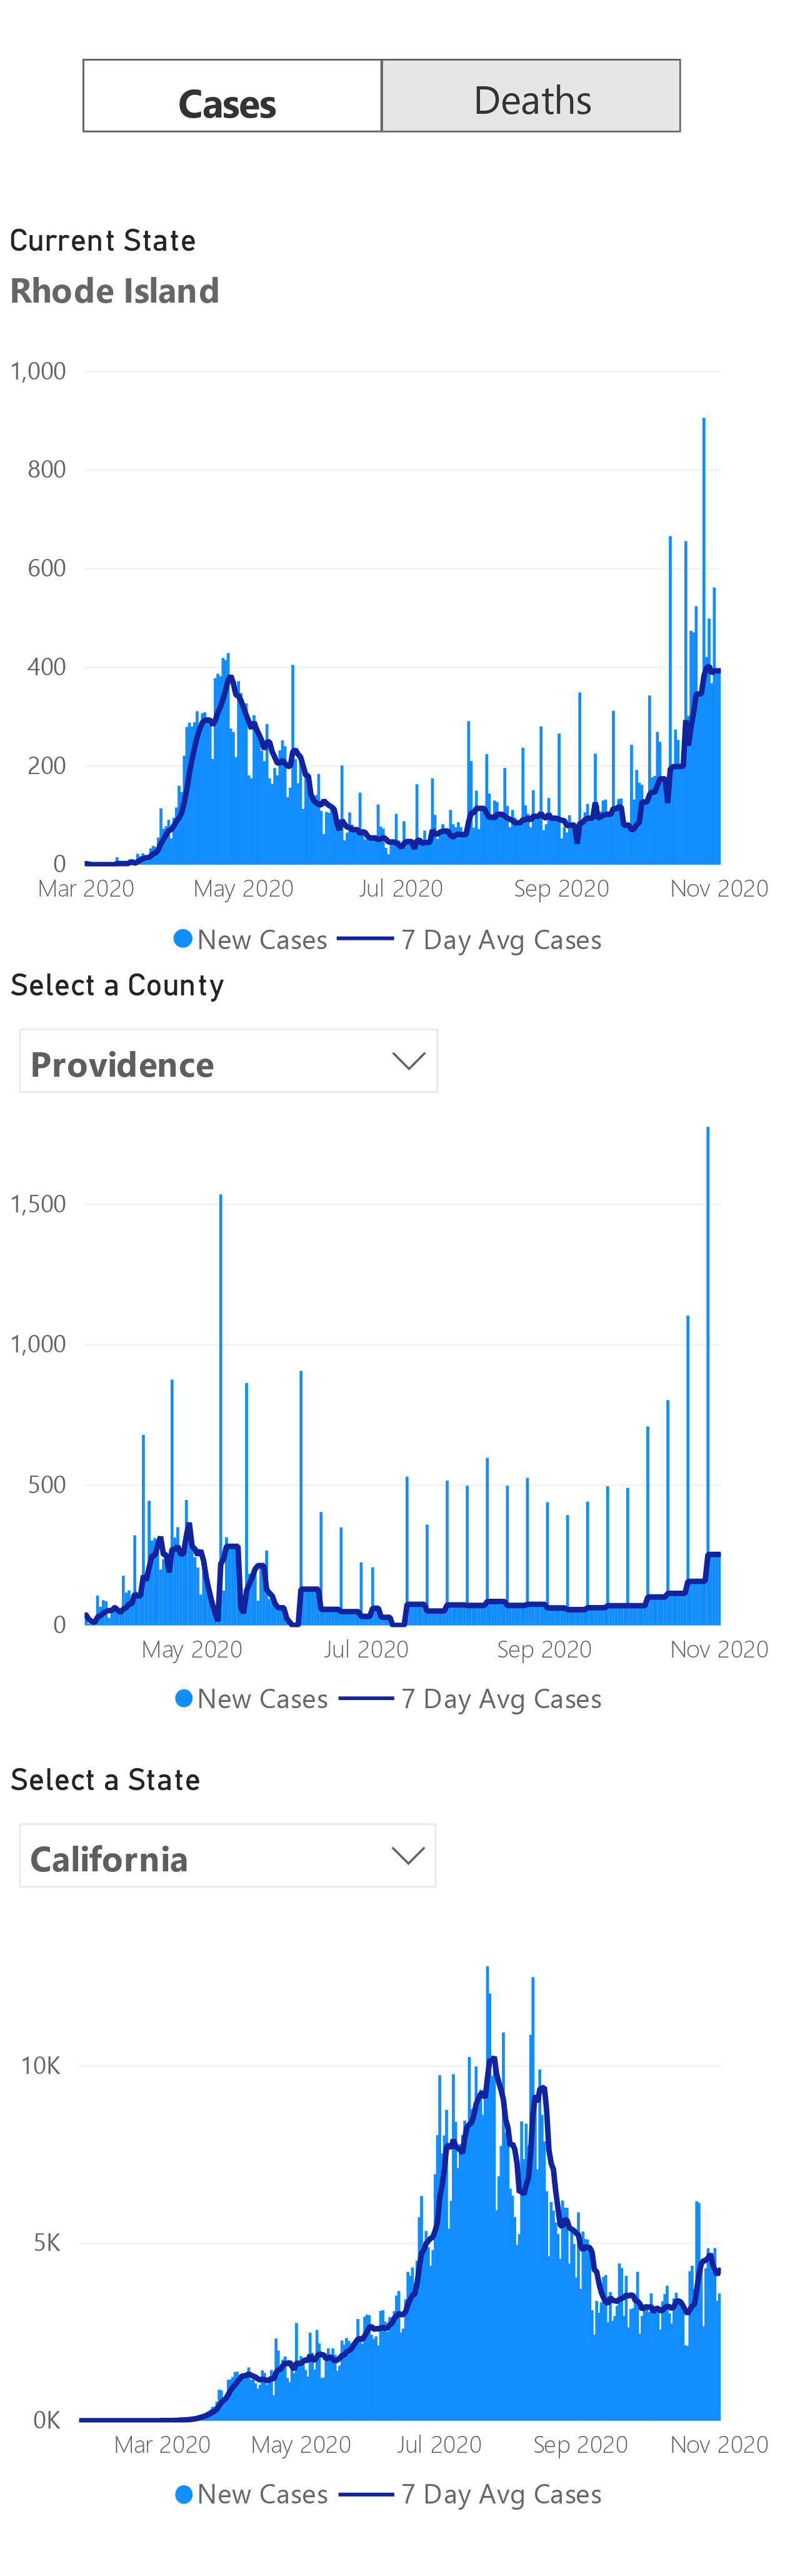 Cases Deaths
Current State
Rhode Island
1,000
800
600
400
200
0
Mar 2020 May 2020 Jul 2020 Sep 2020 Nov 2020
New Cases 7 Day Avg Cases
Select a County
Providence
1,500
1,000
500
0
May 2020 Jul 2020 Sep 2020 Nov 2020
New Cases 7 Day Avg Cases
Select a State
California
10K
5K
0K
Mar 2020 May 2020 Jul 2020 Sep 2020 Nov 2020
New Cases 7 Day Avg Cases